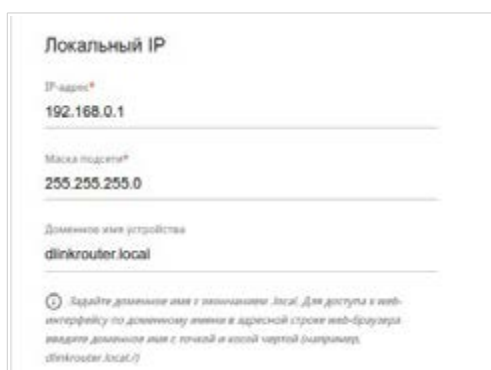 Локальный IP
IP-адрес*
192.168.0.1
Маска подсети*
255.255.255.0
Доменное имя устройства
dlinkrouter.local
Задайте доменное имя с окончанием .local. Для доступа к web-
интерфейсу по доменному имени в адресной строке web-браузера
введите доменное имя с точкой и косой чертой (например,
dlinkrouter.local./)